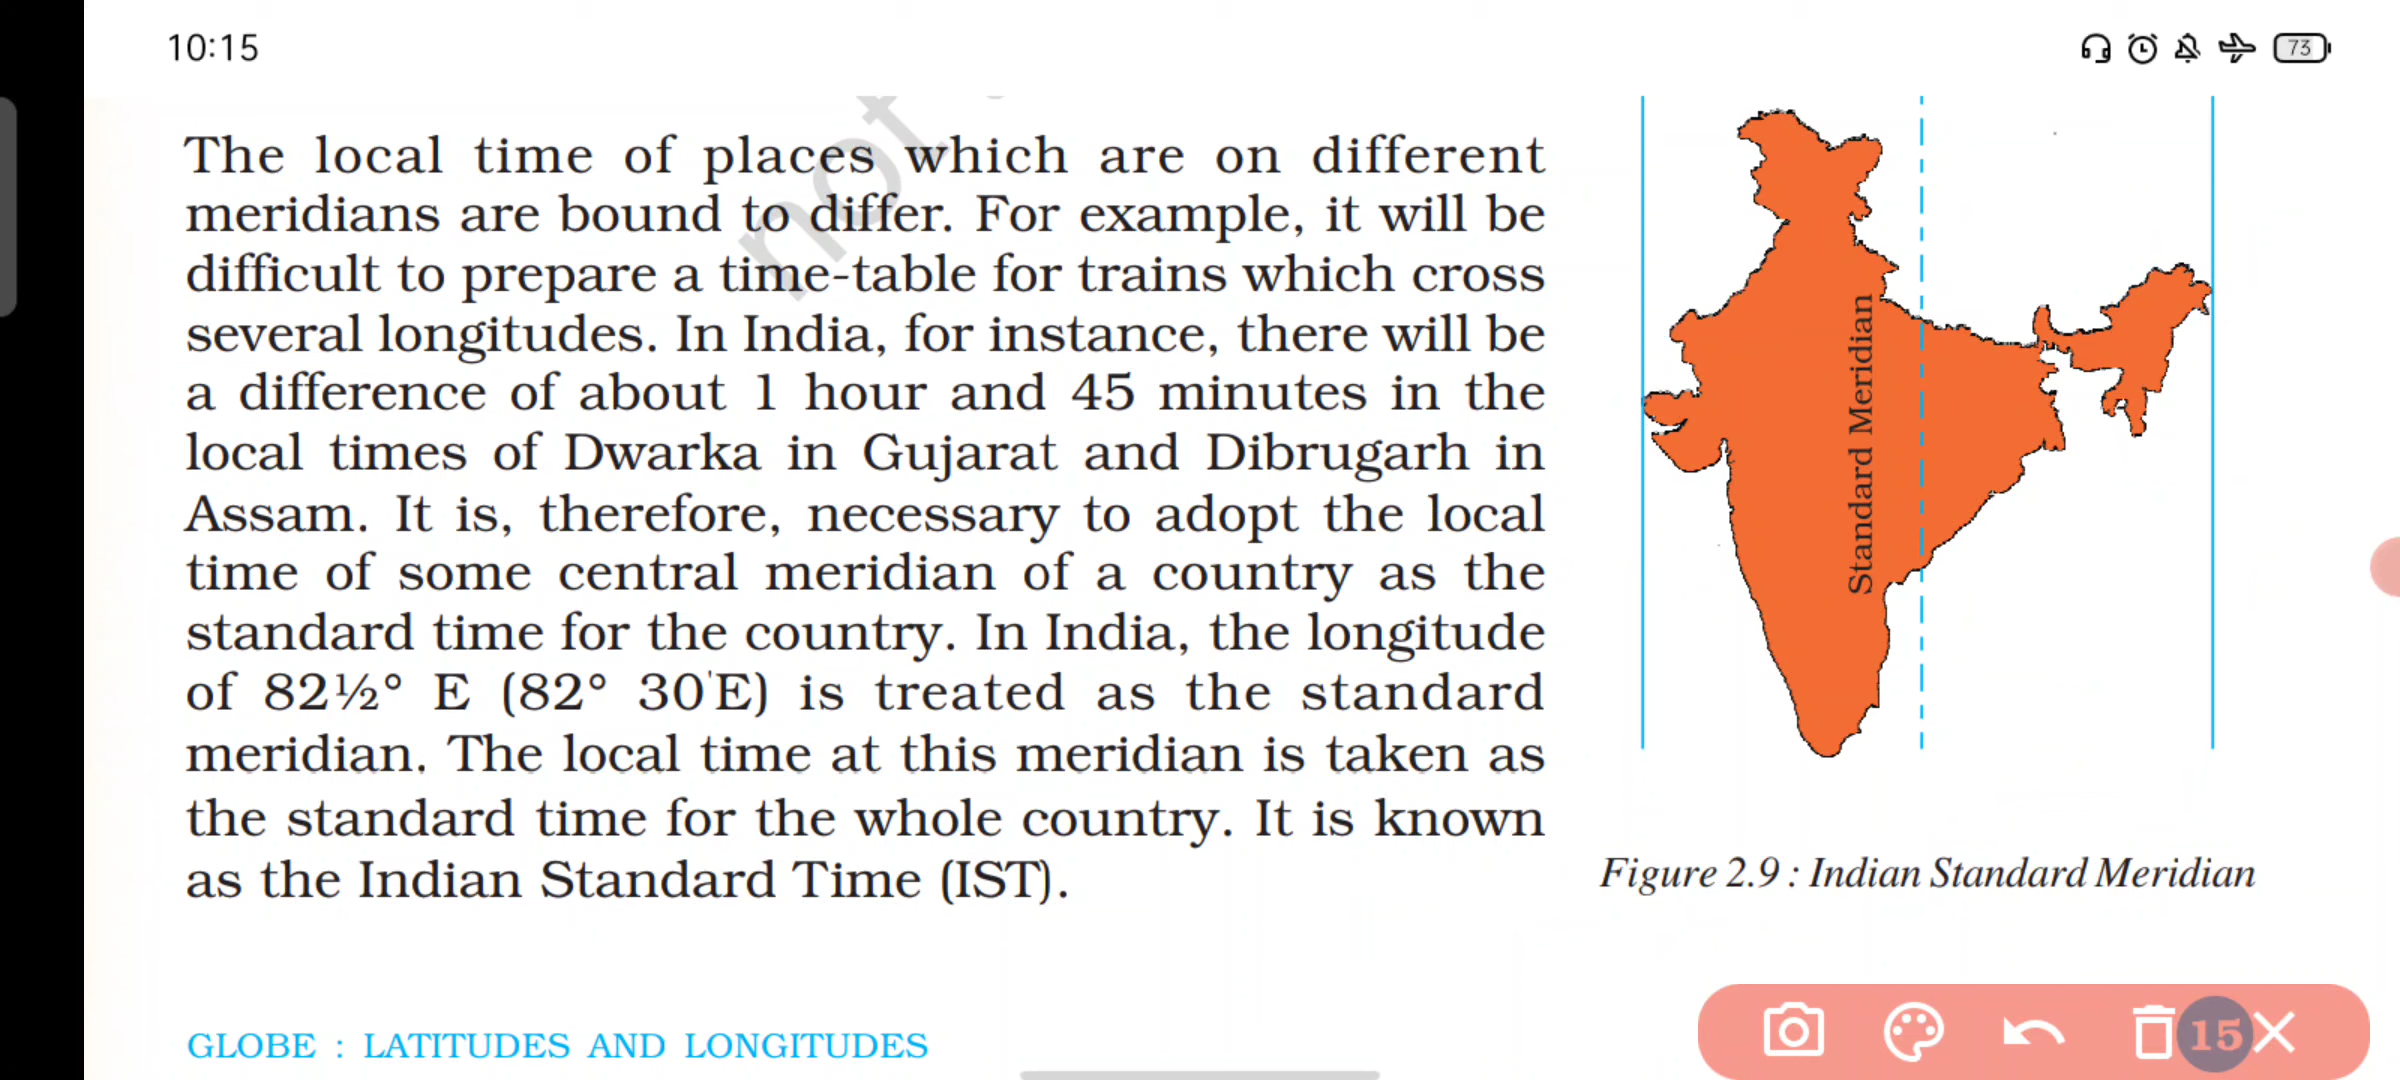 10:15
73
not
The local time of places which are on different
meridians are bound to differ. For example, it will be
difficult to prepare a time-table for trains which cross
several longitudes. In India, for instance, there will be
a difference of about 1 hour and 45 minutes in the
local times of Dwarka in Gujarat and Dibrugarh in
Assam. It is, therefore, necessary to adopt the local
time of some central meridian of a country as the
standard time for the country. In India, the longitude
of 82½° E (82° 30'E) is treated as the standard
meridian. The local time at this meridian is taken as
the standard time for the whole country. It is known
as the Indian Standard Time (IST).
Standard Meridian
Figure 2.9 : Indian Standard Meridian
GLOBE : LATITUDES AND LONGITUDES
15